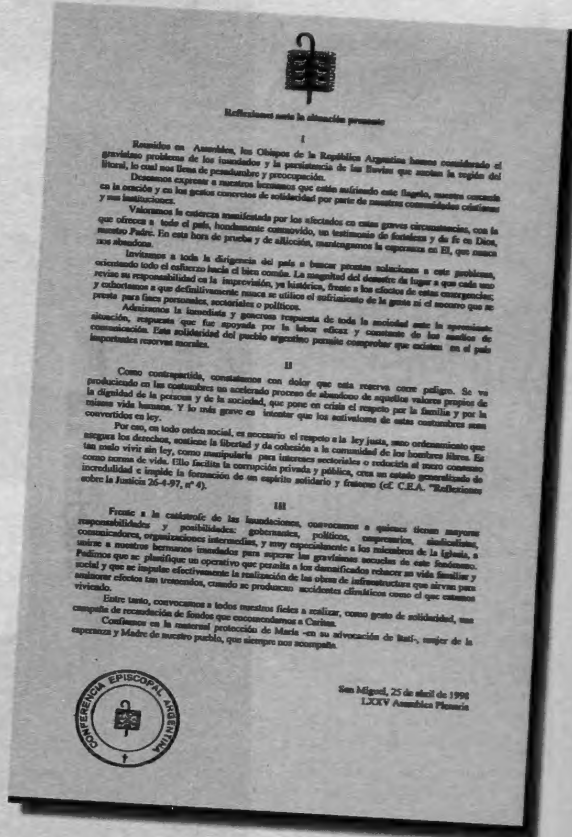 Reflexiones ante la situación presente
I
Reunidos en Asamblea, los Obispos de la República Argentina hemos considerado el
gravísimo problema de los inundados y la persistencia de las lluvias que azotan la región del
litoral, lo cual nos llena de pesadumbre y preocupación.
Deseamos expresar a nuestros hermanos que están sufriendo este flagelo, nuestra cercanía
en la oración y en los gestos concretos de solidaridad por parte de nuestras comunidades cristianas
y sus instituciones.
Valoramos la entereza manifestada por los afectados en estas graves circunstancias, con la
que ofrecen a todo el país, hondamente conmovido, un testimonio de fortaleza y de fe en Dios,
nuestro Padre. En esta hora de prueba y de aflicción, mantengamos la esperanza en El, que nunca
nos abandona.
Invitamos a toda la dirigencia del país a buscar prontas soluciones a este problema,
orientando todo el esfuerzo hacia el bien común. La magnitud del desastre da lugar a que cada uno
revise su responsabilidad en la imprevisión, ya histórica, frente a los efectos de estas emergencias;
y exhortamos a que definitivamente nunca se utilice el sufrimiento de la gente ni el socorro que se
presta para fines personales, sectoriales o políticos.
Admiramos la inmediata y generosa respuesta de toda la sociedad ante la apremiante
situación, respuesta que fue apoyada por la labor eficaz y constante de los medios de
comunicación. Esta solidaridad del pueblo argentino permite comprobar que existen en el país
importantes reservas morales.
II
Como contrapartida, constatamos con dolor que esta reserva corre peligro. Se va
produciendo en las costumbres un acelerado proceso de abandono de aquellos valores propios de
la dignidad de la persona y de la sociedad, que pone en crisis el respeto por la familia y por la
misma vida humana. Y lo más grave es intentar que los antivalores de estas costumbres sean
convertidos en ley.
Por eso, en todo orden social, es necesario el respeto a la ley justa, sano ordenamiento que
asegura los derechos, sostiene la libertad y da cohesión a la comunidad de los hombres libres. Es
tan malo vivir sin ley, como manipularla para intereses sectoriales o reducirla al mero consenso
como norma de vida. Ello facilita la corrupción privada y pública, crea un estado generalizado de
incredulidad e impide la formación de un espíritu solidario y fraterno (cf. C.E.A. "Reflexiones
sobre la Justicia 26-4-97, nº 4).
III
Frente a la catástrofe de las inundaciones, convocamos a quienes tienen mayores
responsabilidades y posibilidades: gobernantes, políticos, empresarios, sindicalistas,
comunicadores, organizaciones intermedias, y muy especialmente a los miembros de la Iglesia, a
unirse a nuestros hermanos inundados para superar las gravísimas secuelas de este fenómeno.
Pedimos que se planifique un operativo que permita a los damnificados rehacer su vida familiar y
social y que se impulse efectivamente la realización de las obras de infraestructura que sirvan para
aminorar efectos tan tremendos, cuando se produzcan accidentes climáticos como el que estamos
viviendo.
Entre tanto, convocamos a todos nuestros fieles a realizar, como gesto de solidaridad, una
campaña de recaudación de fondos que encomendamos a Caritas.
Confiamos en la maternal protección de María -en su advocación de Itatí-, mujer de la
esperanza y Madre de nuestro pueblo, que siempre nos acompaña.
San Miguel, 25 de abril de 1998
LXXV Asamblea Plenaria
CONFERENCIA EPISCOPAL ARGENTINA